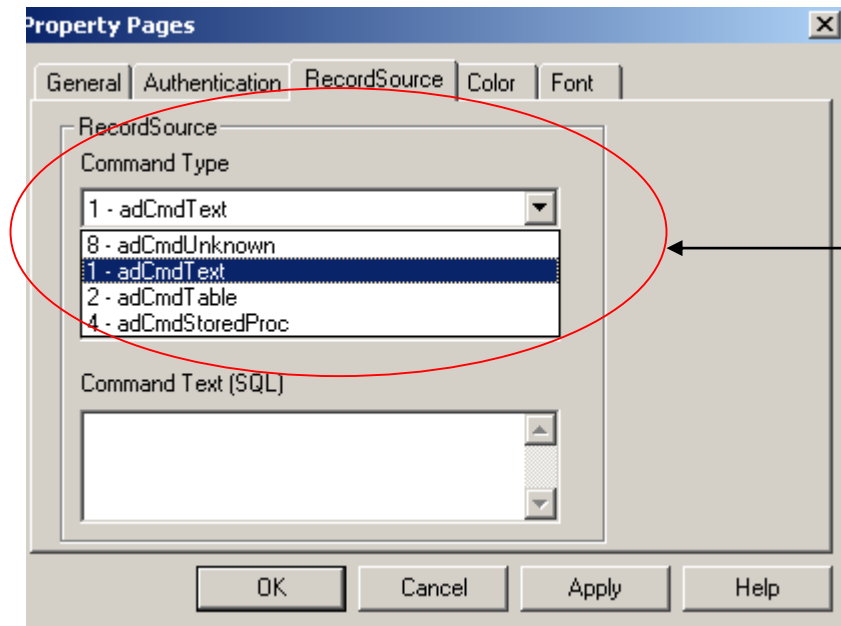 Property Pages
General Authentication RecordSource Color Font
RecordSource
Command Type
1 - adCmdText
8 - adCmdUnknown
1 - adCmdText
2 - adCmdTable
4 - adCmdStoredProc
Command Text (SQL)
OK Cancel Apply Help